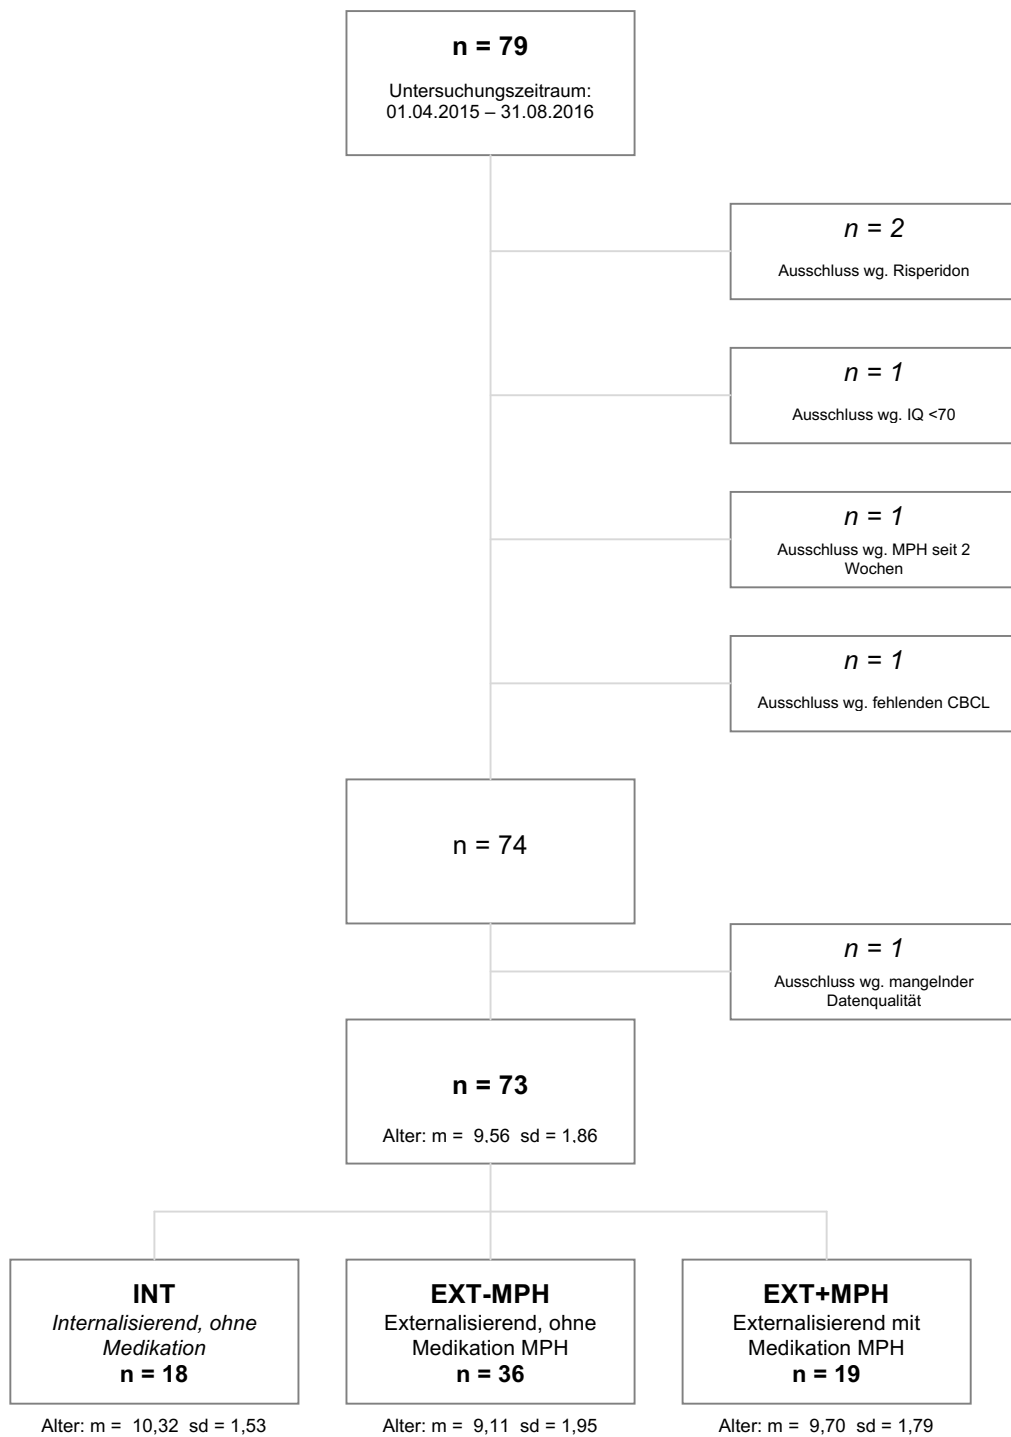 n = 79
Untersuchungszeitraum:
01.04.2015 – 31.08.2016
n = 2
Ausschluss wg. Risperidon
n = 1
Ausschluss wg. IQ <70
n = 1
Ausschluss wg. MPH seit 2
Wochen
n = 1
Ausschluss wg. fehlenden CBCL
n = 74
n = 1
Ausschluss wg. mangelnder
Datenqualität
n = 73
Alter: m = 9.56 sd = 1.86
INT
Internalisierend, ohne
Medikation
n = 18
Alter: m = 10,32 sd = 1,53
EXT-MPH
Externalisierend, ohne
Medikation MPH
n = 36
Alter: m = 9,11 sd = 1,95
EXT+MPH
Externalisierend mit
Medikation MPH
n = 19
Alter: m = 9,70 sd = 1,79